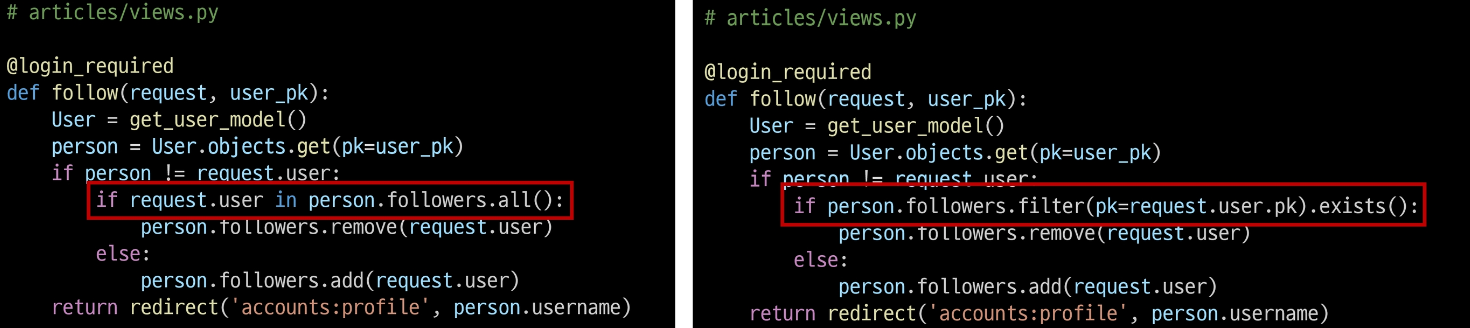 # articles/views.py
@login_required
def follow(request, user_pk):
    User = get_user_model()
    person = User.objects.get(pk=user_pk)
    if person != request.user:
        if request.user in person.followers.all():
            person.followers.remove(request.user)
        else:
            person.followers.add(request.user)
    return redirect('accounts:profile', person.username)
# articles/views.py
@login_required
def follow(request, user_pk):
    User = get_user_model()
    person = User.objects.get(pk=user_pk)
    if person != request.user:
        if person.followers.filter(pk=request.user.pk).exists():
            person.followers.remove(request.user)
        else:
            person.followers.add(request.user)
    return redirect('accounts:profile', person.username)